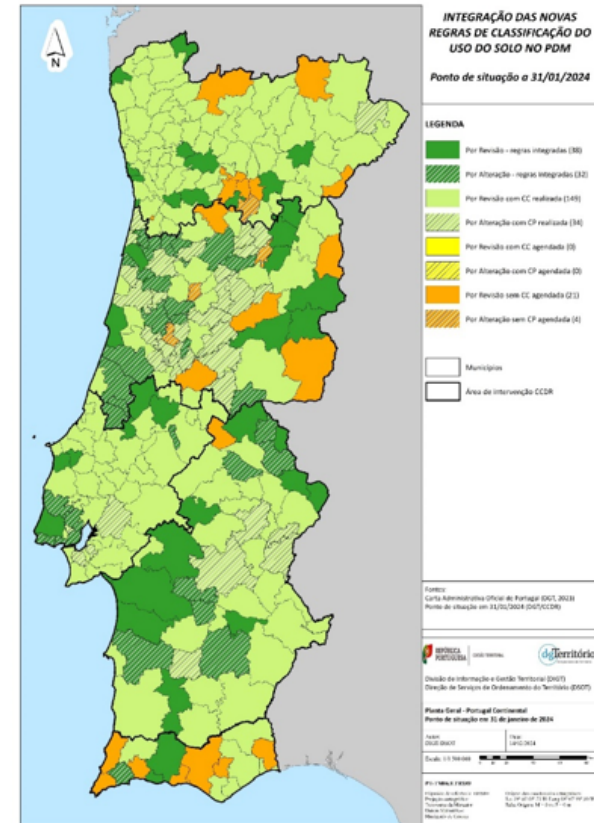 INTEGRAÇÃO DAS NOVAS
REGRAS DE CLASSIFICAÇÃO DO
USO DO SOLO NO PDM
Ponto de situação a 31/01/2024
N
LEGENDA
Por Revisão - regras integradas (38)
Por Alteração - regras integradas (32)
Por Revisão com CC realizada (149)
Por Alteração com CP realizada (34)
Por Revisão com CC agendada (0)
Por Alteração com CP agendada (0)
Por Revisão sem CC agendada (21)
Por Alteração sem CP agendada (4)
Municípios
Área de intervenção CCDR
Fontes:
Carta Administrativa Oficial de Portugal (DGT, 2023)
Ponto de situação em 31/01/2024 (DGT/CCDR)
REPÚBLICA
PORTUGUESA
dgTerritório
Divisão de Informação e Gestão Territorial (DIGT)
Direção de Serviços de Ordenamento do Território (DSOT)
Planta Geral - Portugal Continental
Ponto de situação em 31 de janeiro de 2024